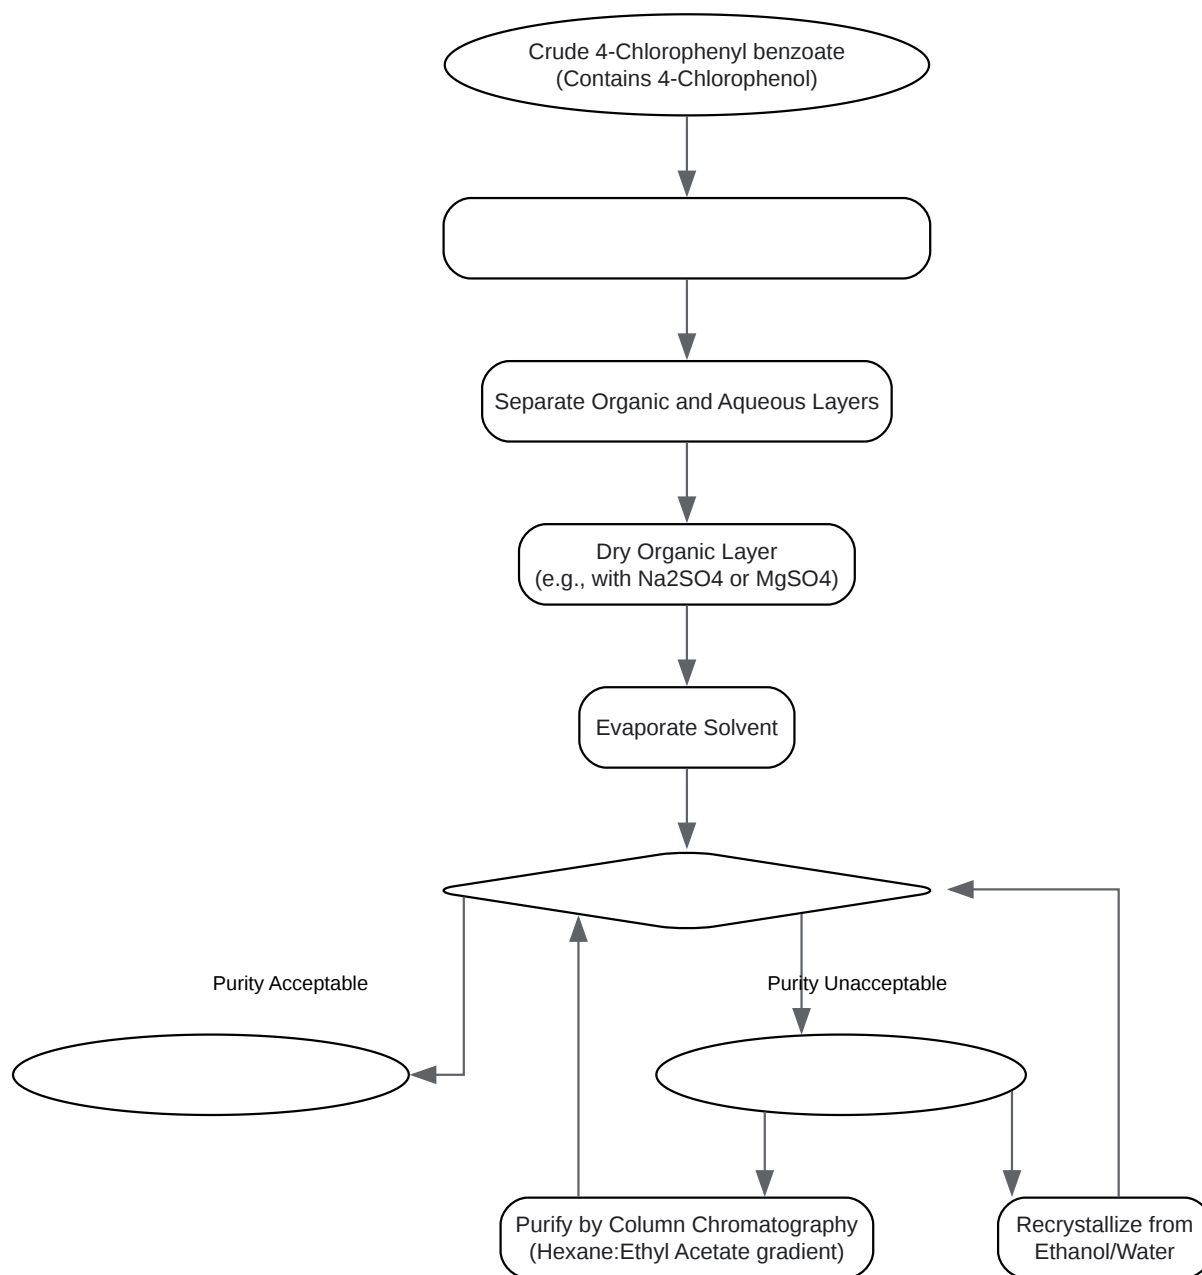 Crude 4-Chlorophenyl benzoate
(Contains 4-Chlorophenol)
Separate Organic and Aqueous Layers
Dry Organic Layer
(e.g., with Na2SO4 or MgSO4)
Evaporate Solvent
Purity Acceptable
Purity Unacceptable
Purify by Column Chromatography
(Hexane:Ethyl Acetate gradient)
Recrystallize from
Ethanol/Water